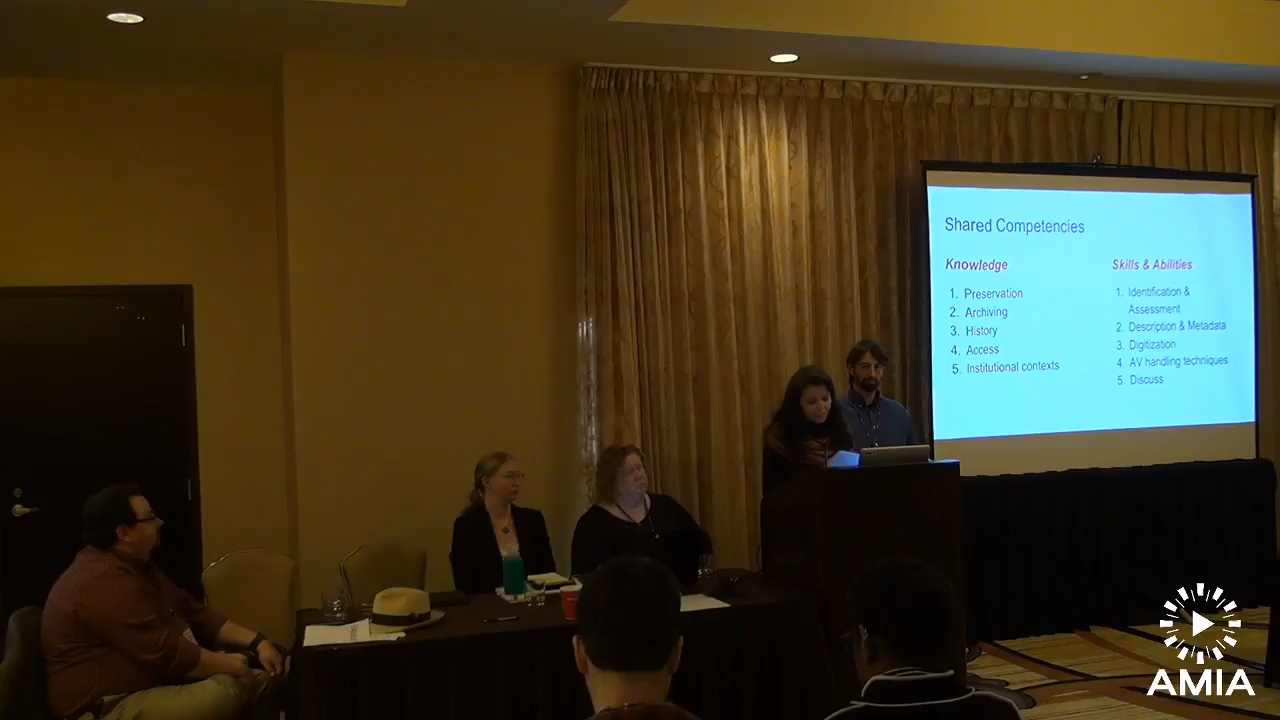 Shared Competencies
Knowledge
1. Preservation
2. Archiving
3. History
4. Access
5. Institutional contexts
Skills & Abilities
1. Identification &
Assessment
2. Description & Metadata
3. Digitization
4. AV handling techniques
5. Discuss
AMIA